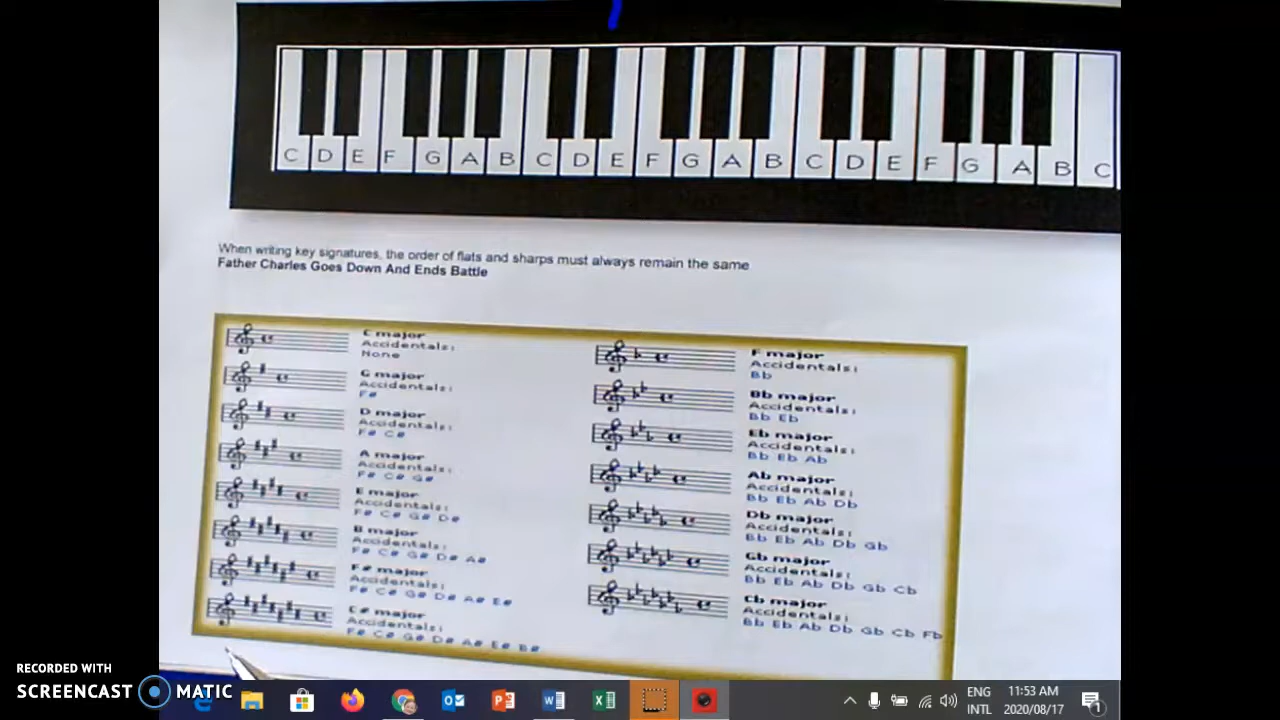 C D E F G A B C D E F G A B C D E F G A B C
When writing key signatures, the order of flats and sharps must always remain the same
Father Charles Goes Down And Ends Battle
C major
Accidentals:
None
G major
Accidentals:
F#
D major
Accidentals:
F# C#
A major
Accidentals:
F# C# G#
E major
Accidentals:
F# C# G# D#
B major
Accidentals:
F# C# G# D# A#
F# major
Accidentals:
F# C# G# D# A# E#
C# major
Accidentals:
F# C# G# D# A# E# B#
F major
Accidentals:
Bb
Bb major
Accidentals:
Bb Eb
Eb major
Accidentals:
Bb Eb Ab
Ab major
Accidentals:
Bb Eb Ab Db
Db major
Accidentals:
Bb Eb Ab Db Gb
Gb major
Accidentals:
Bb Eb Ab Db Gb Cb
Cb major
Accidentals:
Bb Eb Ab Db Gb Cb Fb
RECORDED WITH
SCREENCAST MATIC
ENG
INTL
11:53 AM
2020/08/17
1